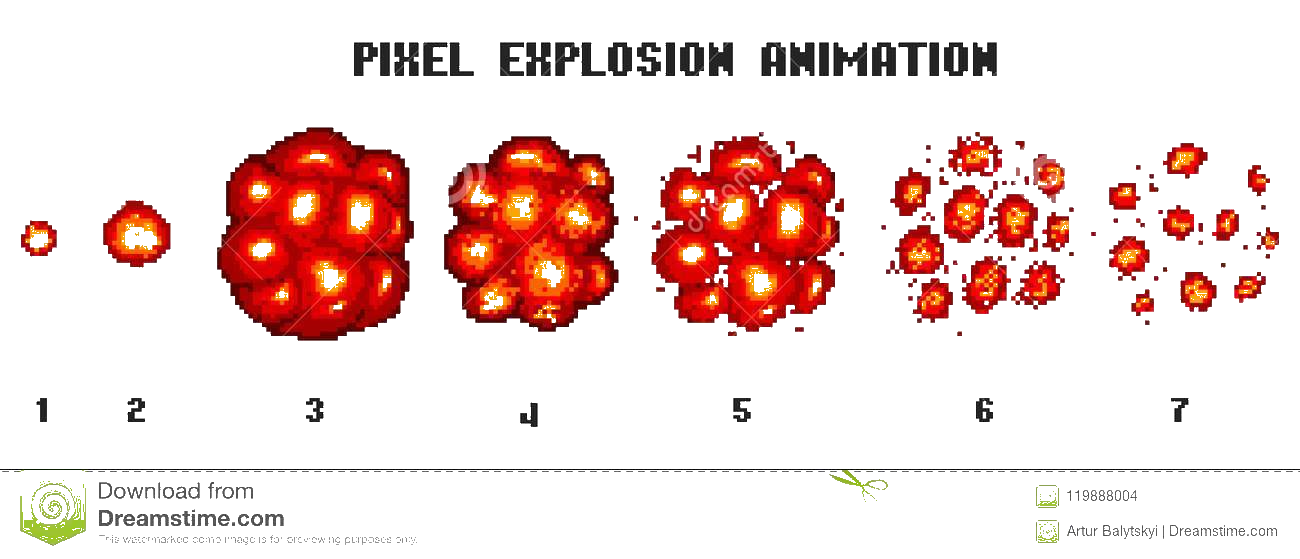 PIXEL EXPLOSION ANIMATION
1 2 3 4 5 6 7
Download from
Dreamstime.com
This watermarked comp image is for previewing purposes only.
119888004
Artur Balytskyi | Dreamstime.com